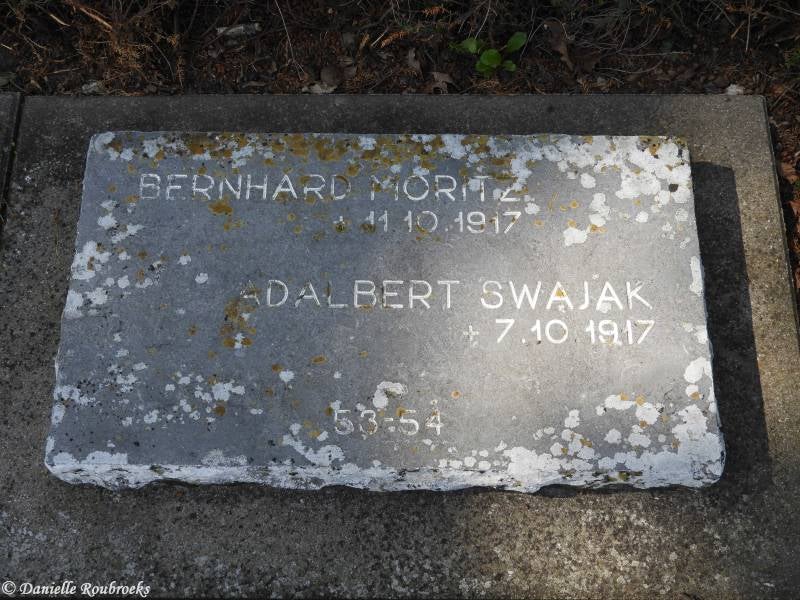 BERNHARD MORITZ
+ 11.10.1917
ADALBERT SWAJAK
+ 7.10.1917
53-54
© Danielle Roubroeks